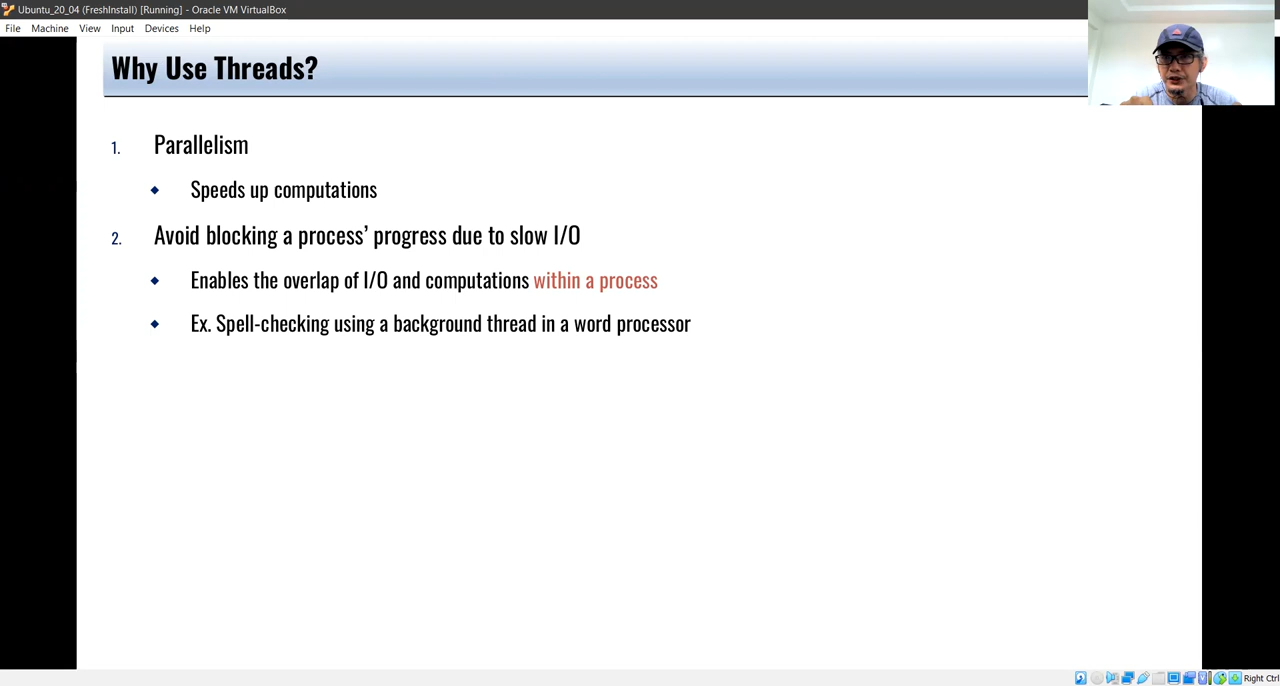 Ubuntu_20_04 (FreshInstall) [Running] - Oracle VM VirtualBox
File Machine View Input Devices Help
Why Use Threads?
1. Parallelism
Speeds up computations
2. Avoid blocking a process’ progress due to slow I/O
Enables the overlap of I/O and computations within a process
Ex. Spell-checking using a background thread in a word processor
Right Ctrl